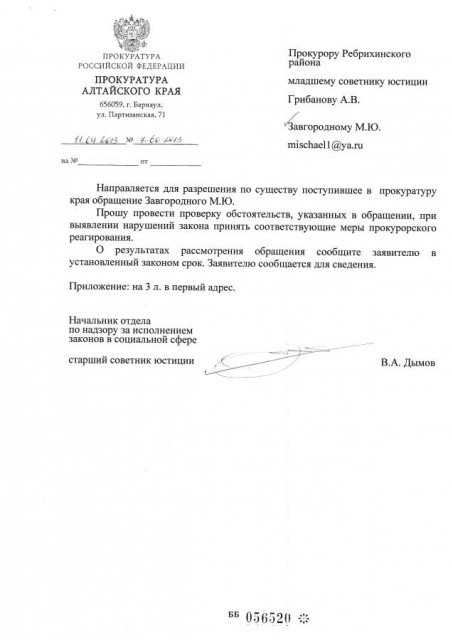 ПРОКУРАТУРА
РОССИЙСКОЙ ФЕДЕРАЦИИ
ПРОКУРАТУРА
АЛТАЙСКОГО КРАЯ
656059, г. Барнаул,
ул. Партизанская, 71
11.04.2013 № 7-60-2013
на № от
Прокурору Ребрихинского
района
младшему советнику юстиции
Грибанову А.В.
Завгородному М.Ю.
mischael1@ya.ru
Направляется для разрешения по существу поступившее в прокуратуру
края обращение Завгородного М.Ю.
Прошу провести проверку обстоятельств, указанных в обращении, при
выявлении нарушений закона принять соответствующие меры прокурорского
реагирования.
О результатах рассмотрения обращения сообщите заявителю в
установленный законом срок. Заявителю сообщается для сведения.
Приложение: на 3 л. в первый адрес.
Начальник отдела
по надзору за исполнением
законов в социальной сфере
старший советник юстиции
В.А. Дымов
ББ 056520